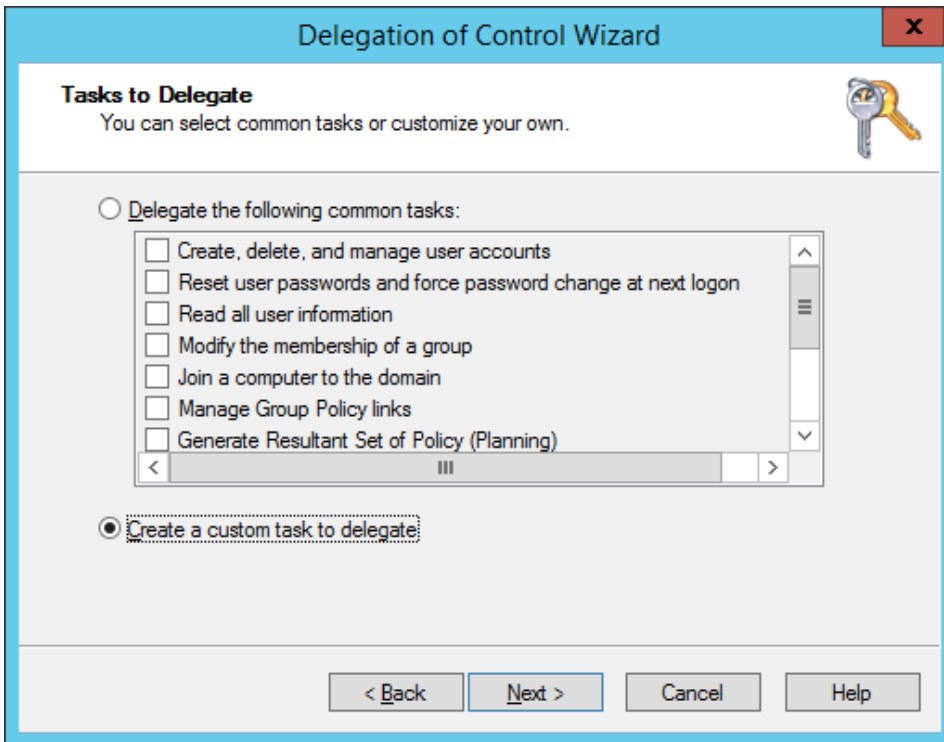 Delegation of Control Wizard
x
Tasks to Delegate
You can select common tasks or customize your own.
Delegate the following common tasks:
Create, delete, and manage user accounts
Reset user passwords and force password change at next logon
Read all user information
Modify the membership of a group
Join a computer to the domain
Manage Group Policy links
Generate Resultant Set of Policy (Planning)
Create a custom task to delegate
< Back
Next >
Cancel
Help